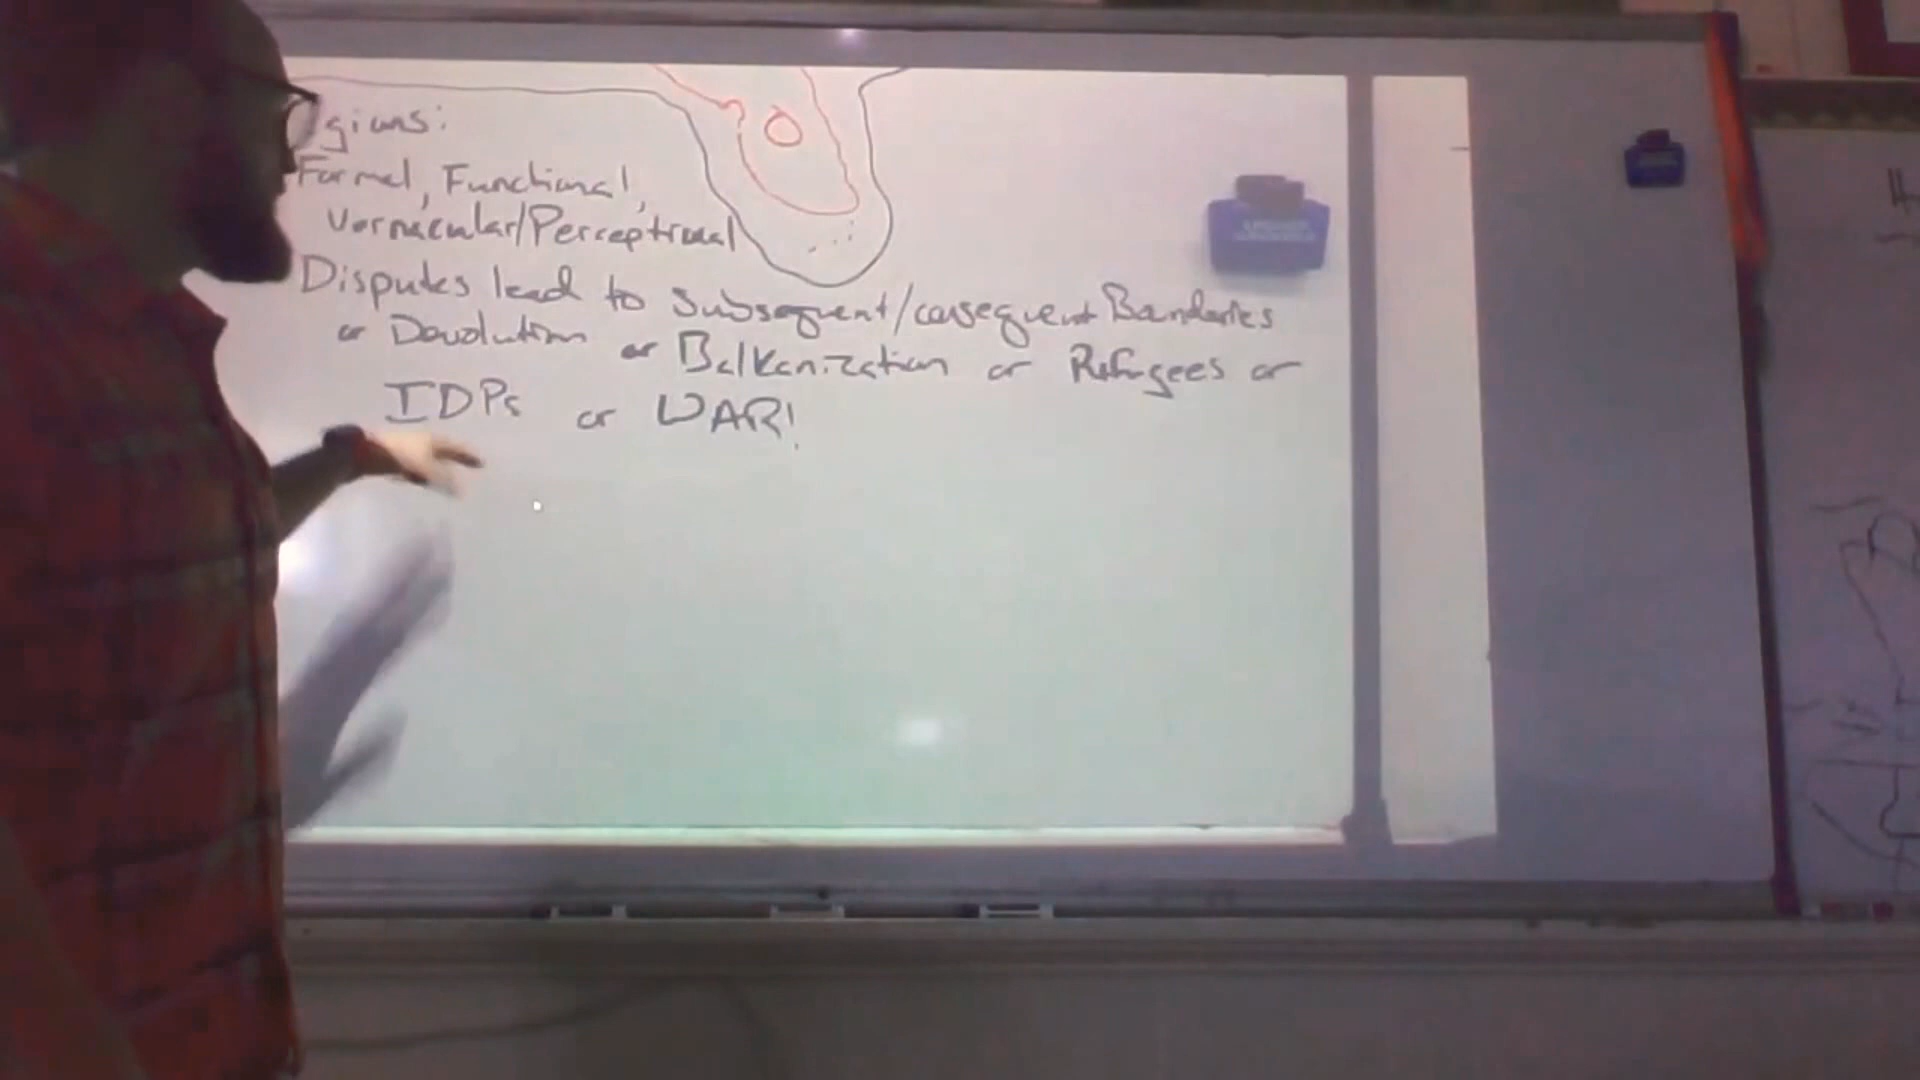 gions:
Formal, Functional,
Vernacular/Perceptual
Disputes lead to Subsequent/consequent Boundaries
or Devolution or Balkanization or Refugees or
IDPs or WAR!